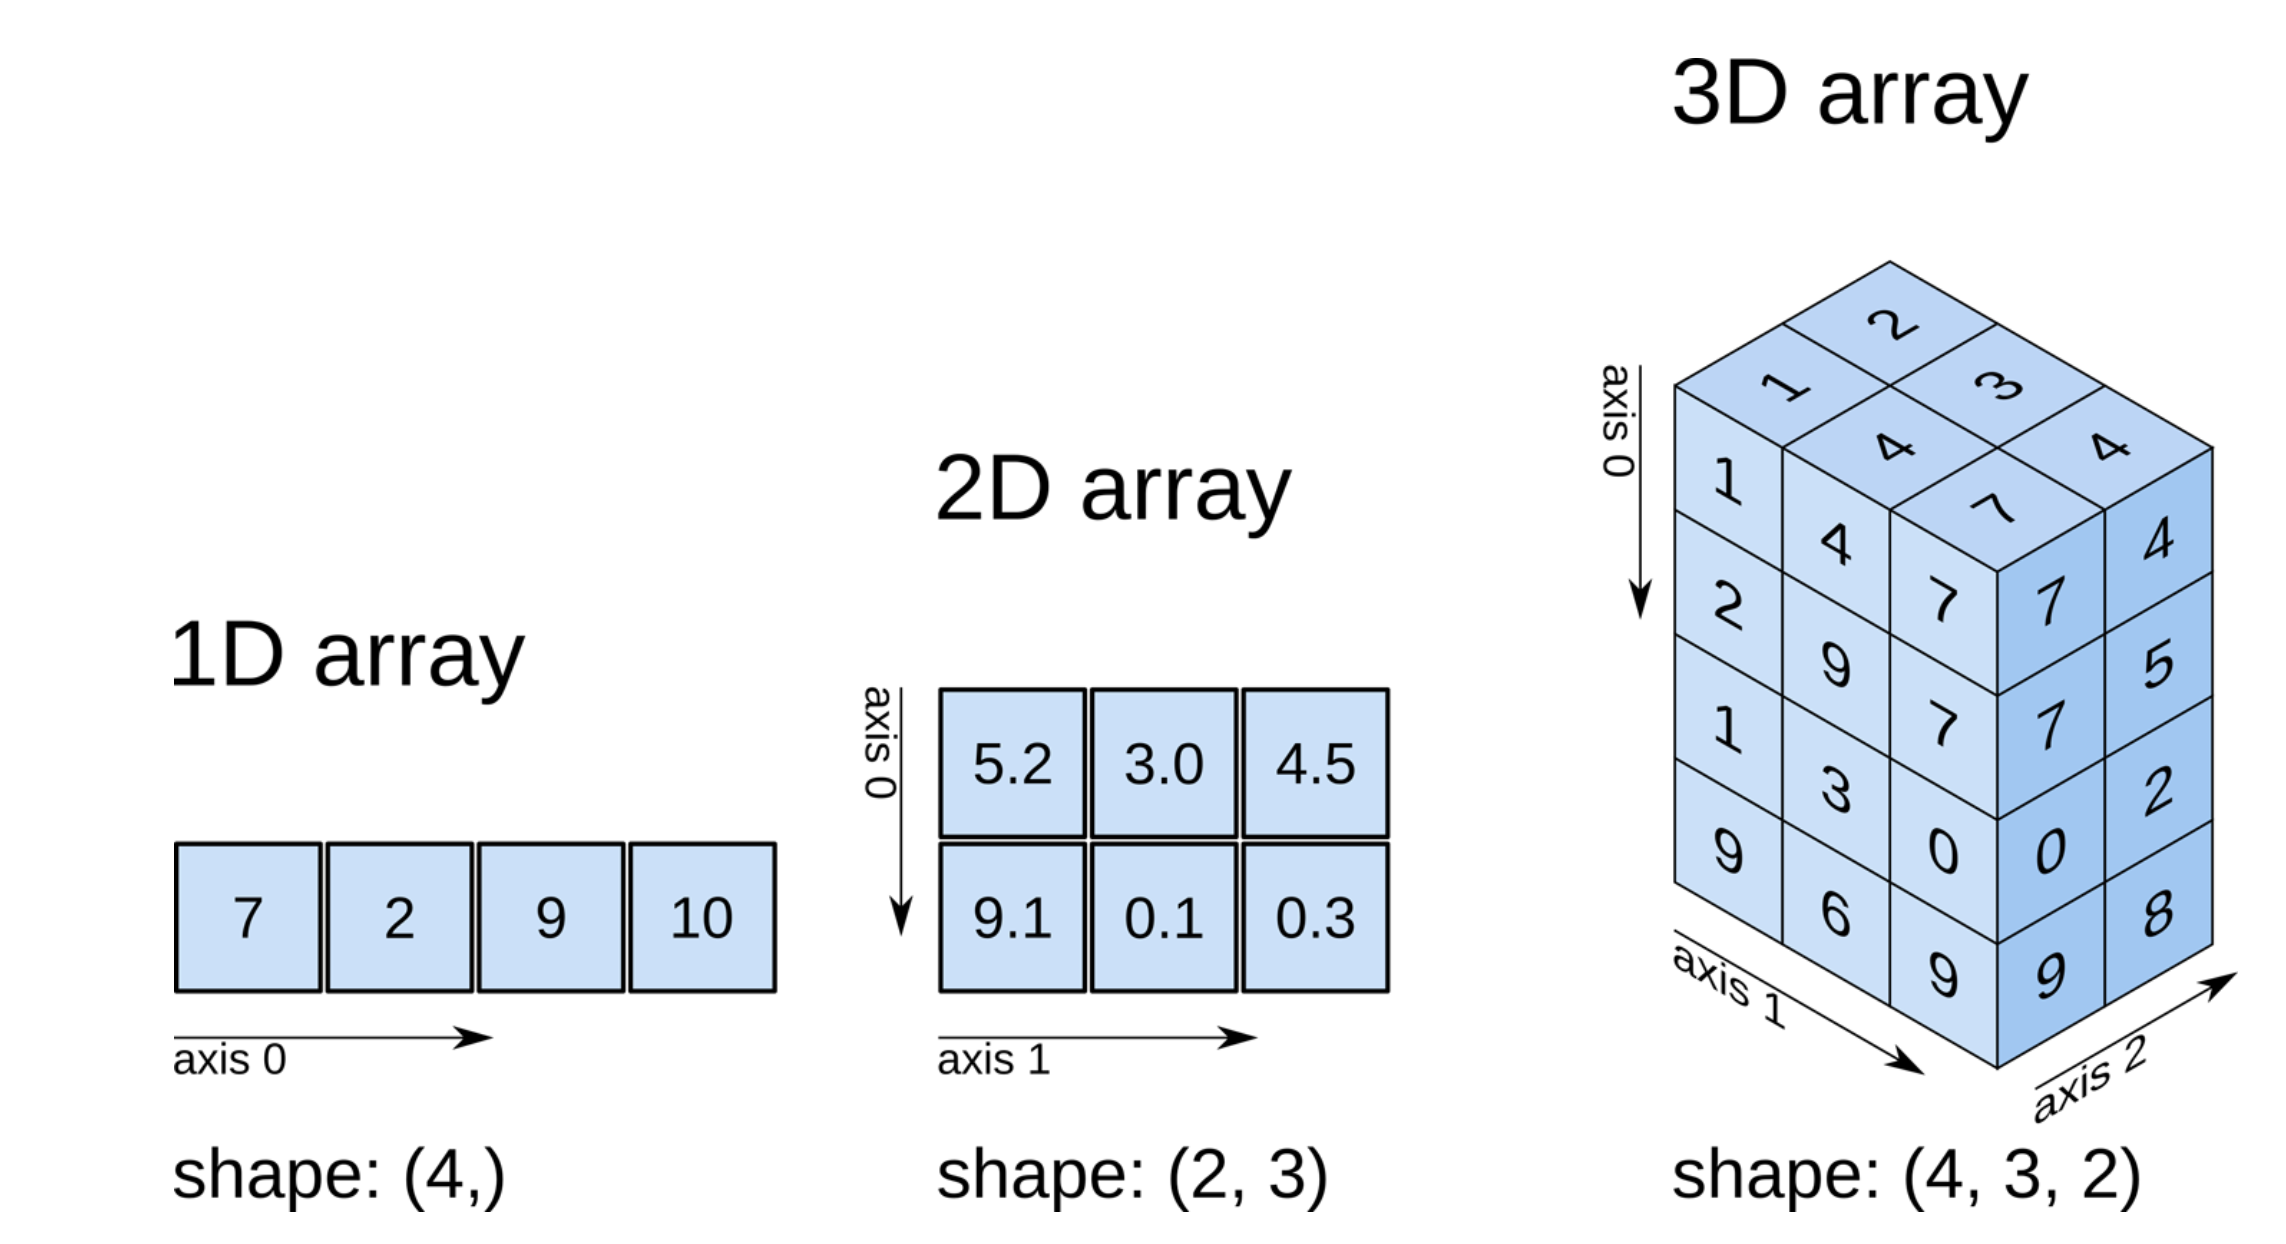 1D array
7 2 9 10
axis 0
shape: (4,)
2D array
axis 0
5.2 3.0 4.5
9.1 0.1 0.3
axis 1
shape: (2, 3)
3D array
axis 0
2
1 3
4 4
7
1 4 7 7 4
2 9 7 7 5
1 3 0 0 2
9 6 9 9 8
axis 1
axis 2
shape: (4, 3, 2)